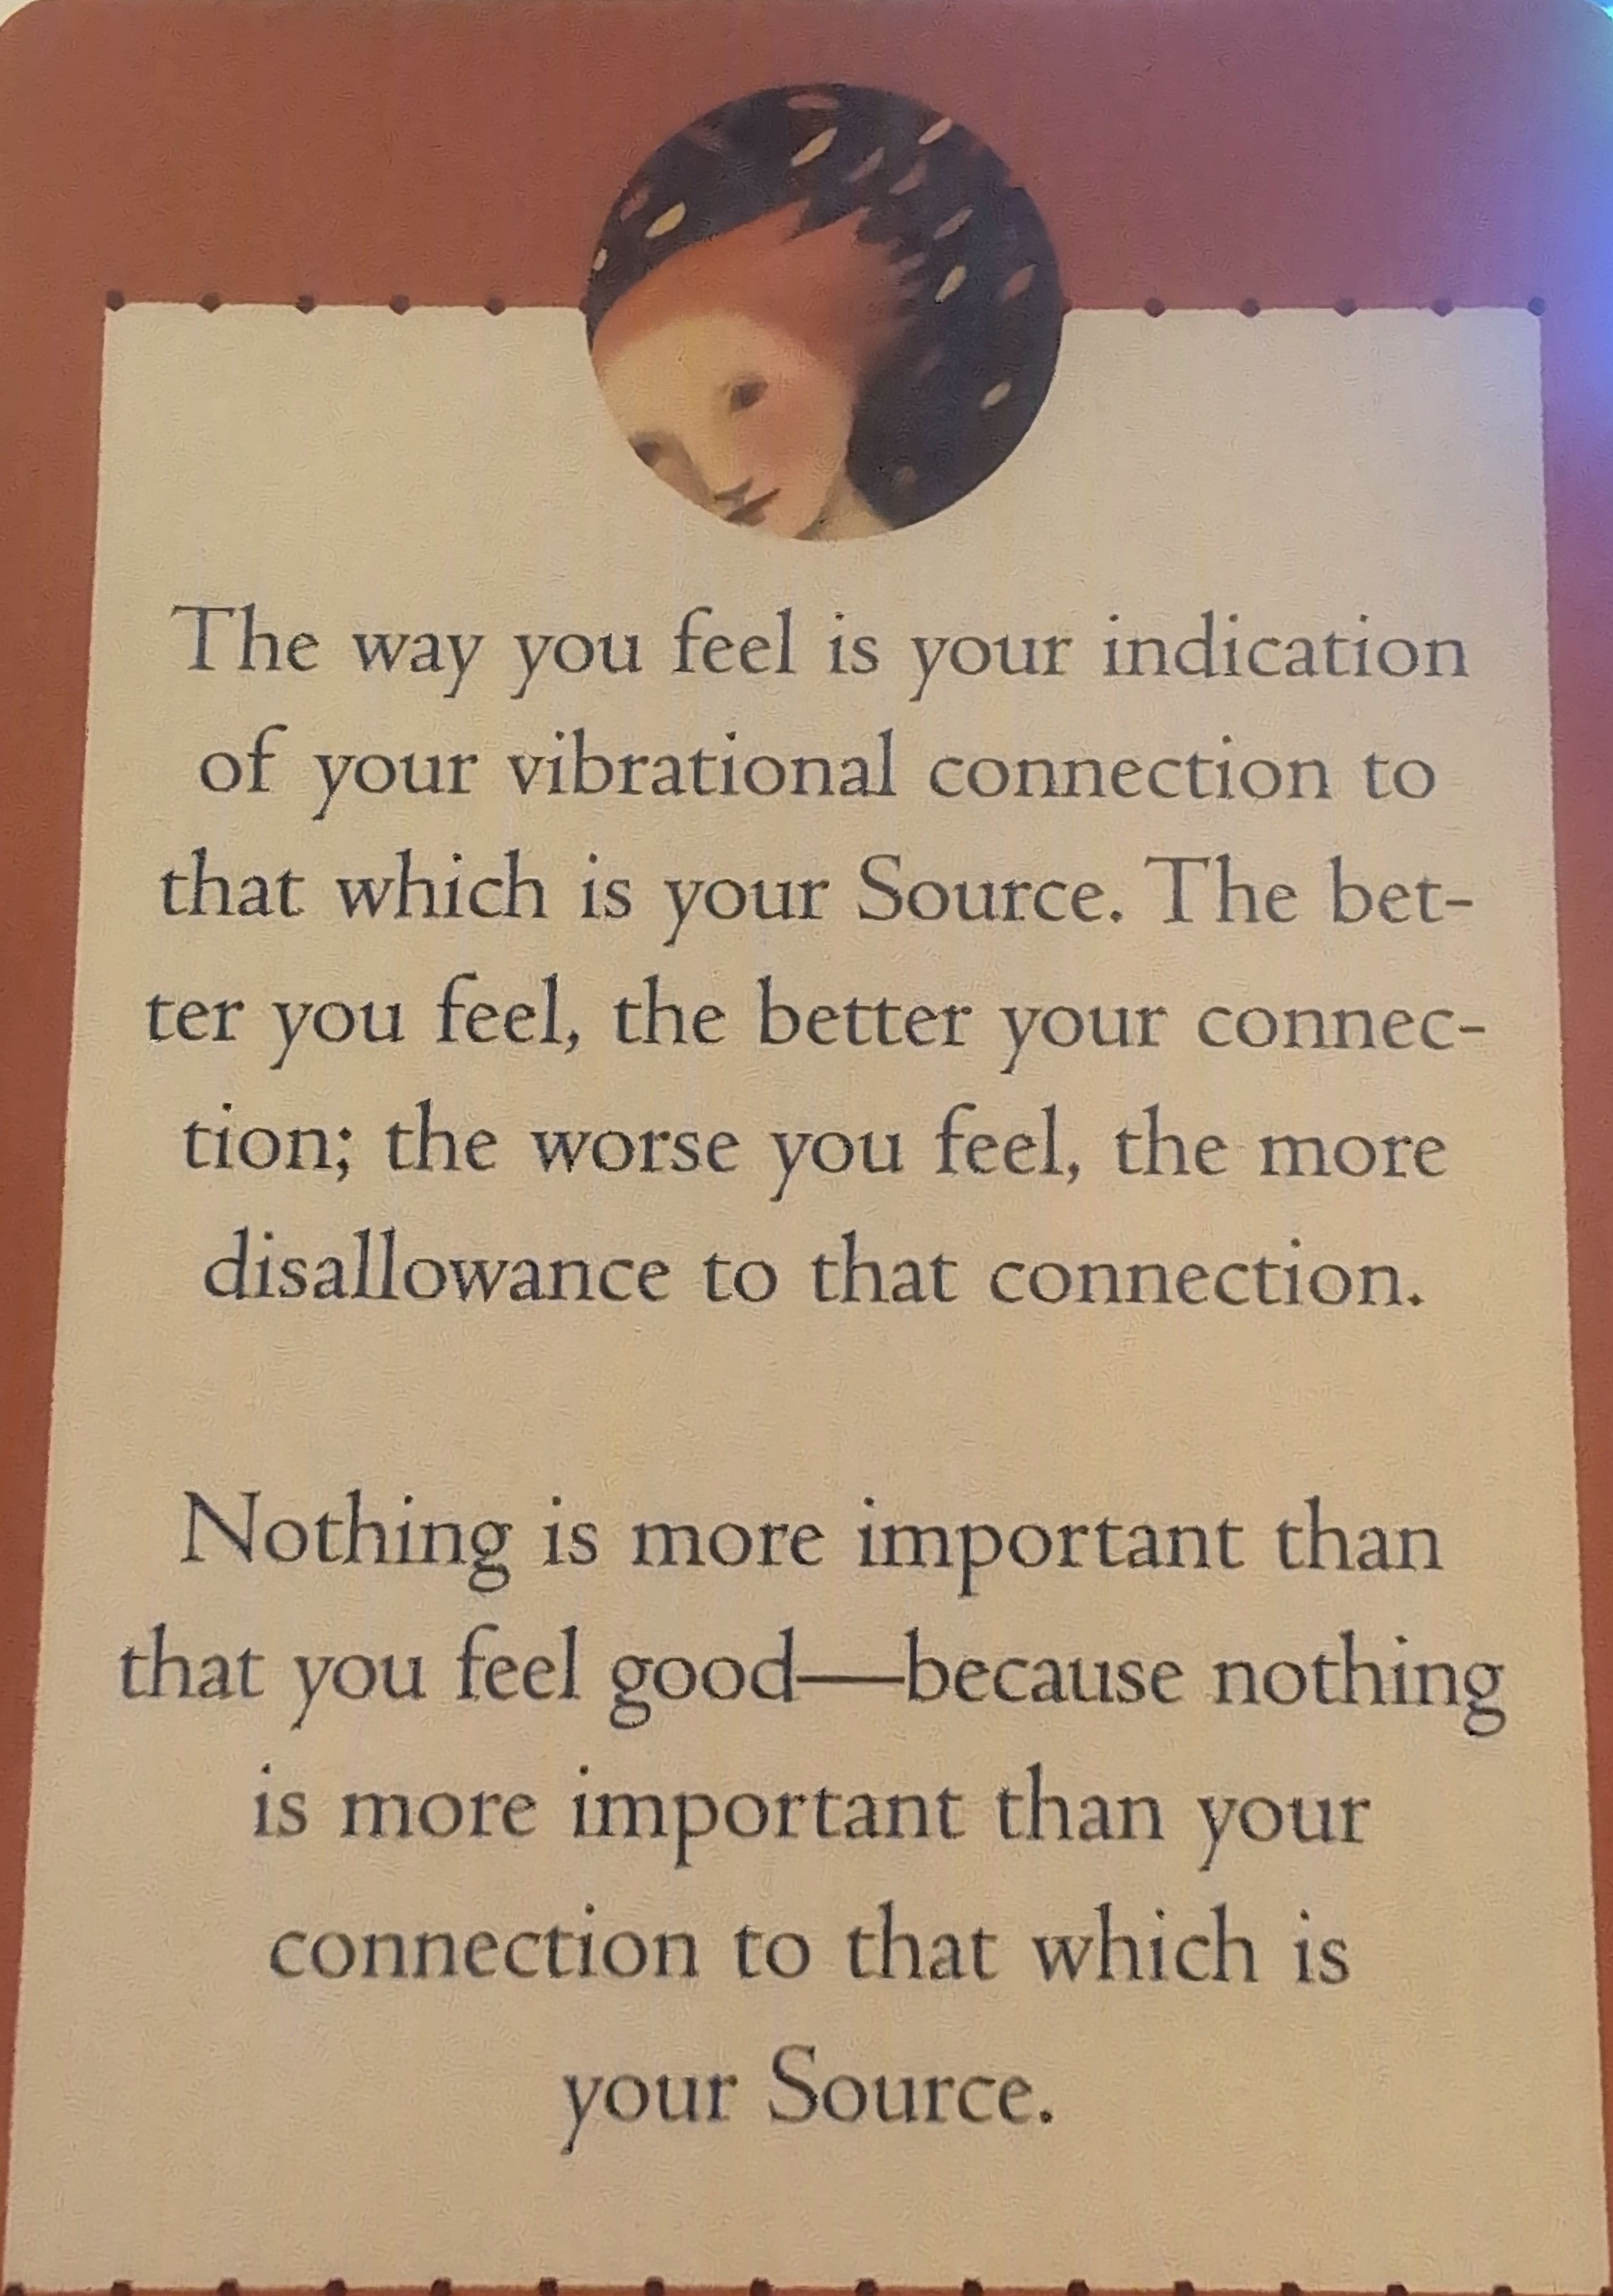 The way you feel is your indication
of your vibrational connection to
that which is your Source. The bet-
ter you feel, the better your connec-
tion; the worse you feel, the more
disallowance to that connection.
Nothing is more important than
that you feel good—because nothing
is more important than your
connection to that which is
your Source.